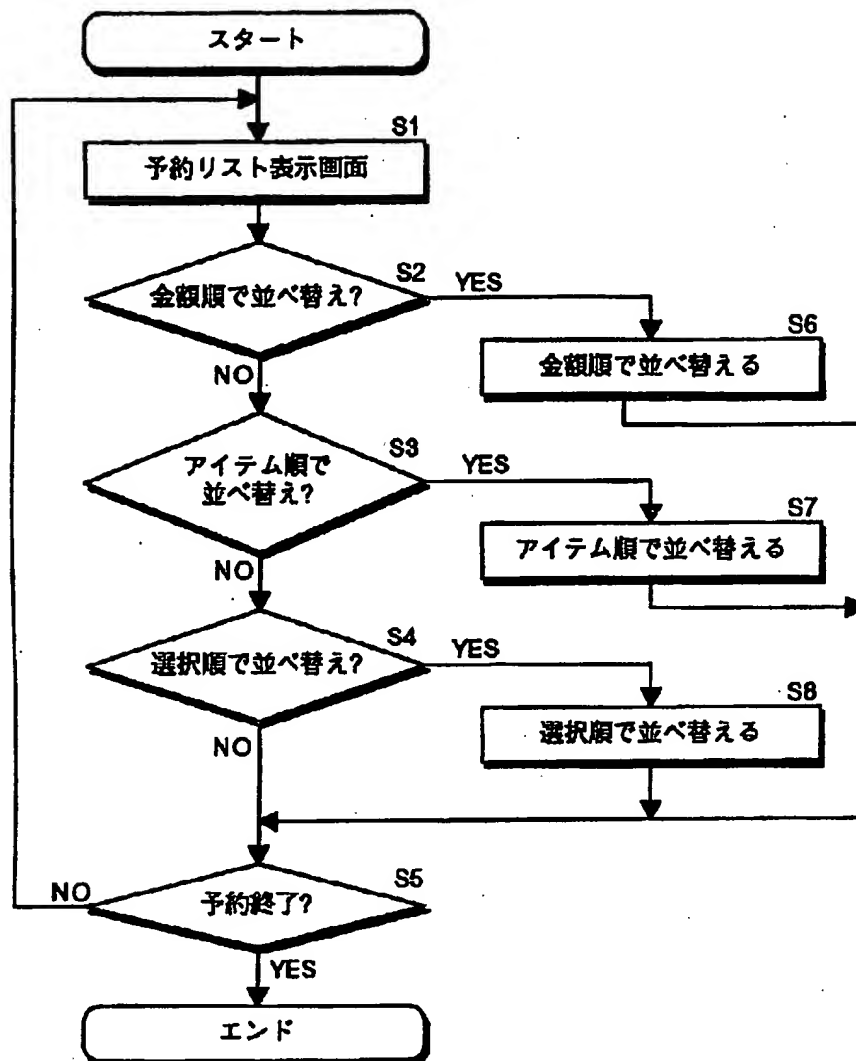 スタート
S1
予約リスト表示画面
S2
YES
金額順で並べ替え?
S6
金額順で並べ替える
NO
S3
YES
アイテム順で
並べ替え?
S7
アイテム順で並べ替える
NO
S4
YES
選択順で並べ替え?
S8
選択順で並べ替える
NO
S5
NO
予約終了?
YES
エンド